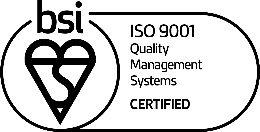 bsi.
ISO 9001
Quality
Management
Systems
CERTIFIED